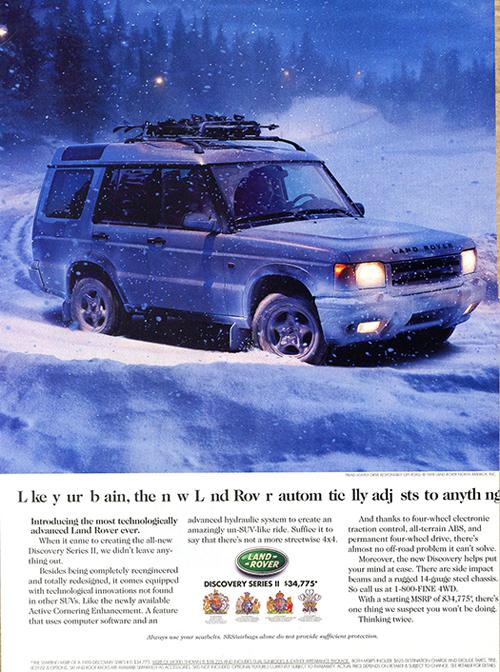 LAND ROVER
L ke y ur b ain, the n w L nd Rov r autom tic lly adj sts to anyth ng
Introducing the most technologically
advanced Land Rover ever.
When it came to creating the all-new
Discovery Series II, we didn't leave any-
thing out.
Besides being completely reengineered
and totally redesigned, it comes equipped
with technological innovations not found
in other SUVs. Like the newly available
Active Cornering Enhancement. A feature
that uses computer software and an
advanced hydraulic system to create an
amazingly un-SUV-like ride. Suffice it to
say that there's not a more streetwise 4x4.
LAND-
-ROVER
DISCOVERY SERIES II $34,775*
And thanks to four-wheel electronic
traction control, all-terrain ABS, and
permanent four-wheel drive, there's
almost no off-road problem it can't solve.
Moreover, the new Discovery helps put
your mind at ease. There are side impact
beams and a rugged 14-gauge steel chassis.
So call us at 1-800-FINE 4WD.
With a starting MSRP of $34,775*, there's
one thing we suspect you won't be doing.
Thinking twice.
Always use your seatbelts. SRS/airbags alone do not provide sufficient protection.